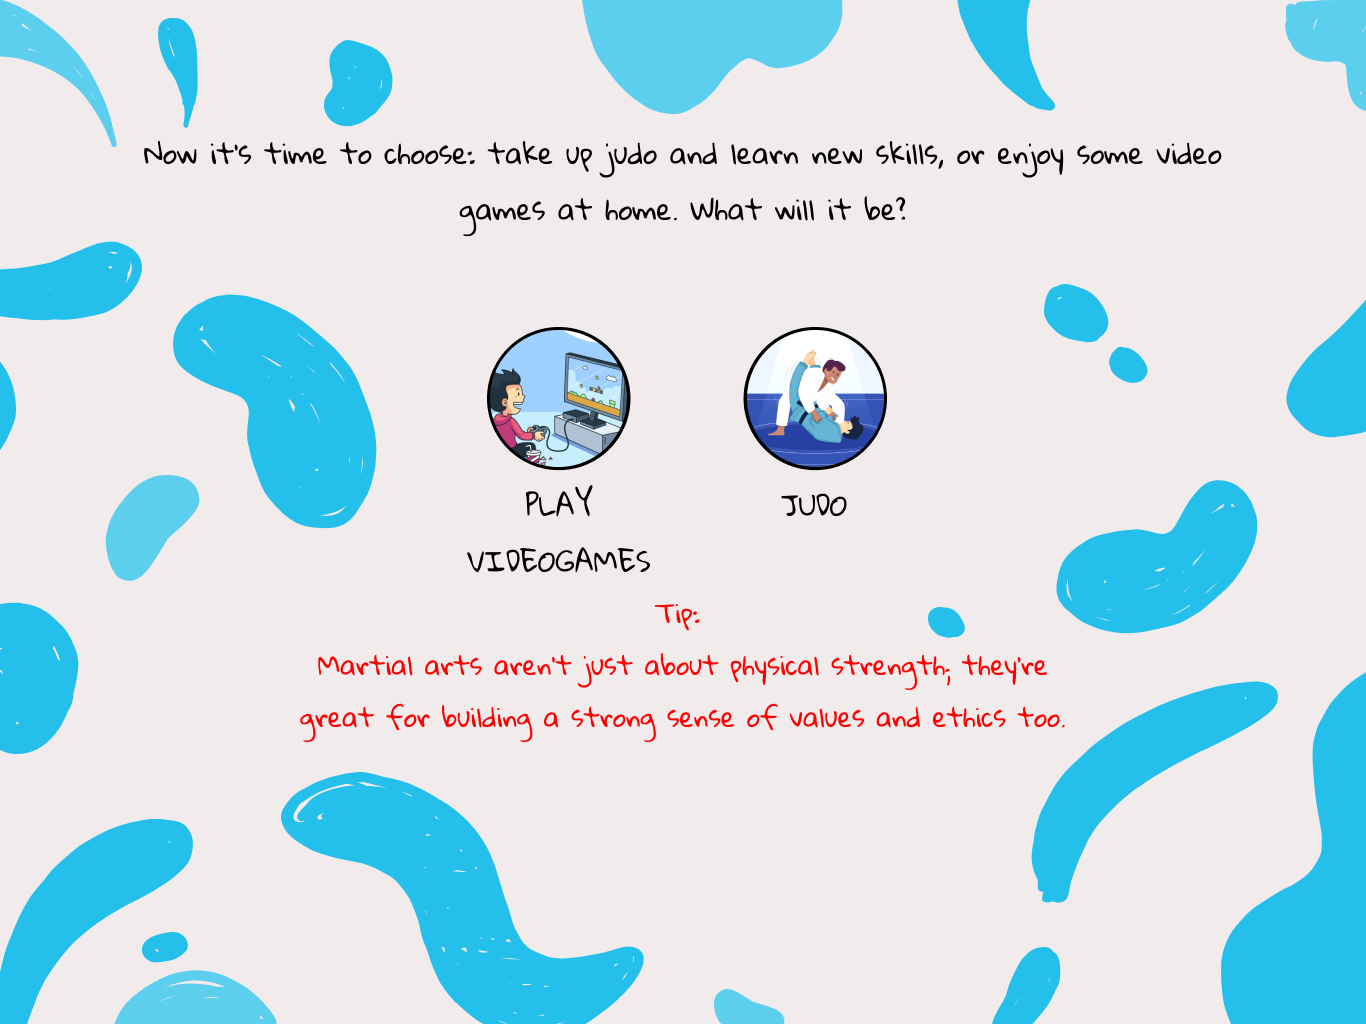 Now it's time to choose: take up judo and learn new skills, or enjoy some video
games at home. What will it be?
PLAY
VIDEOGAMES
JUDO
Tip:
Martial arts aren't just about physical strength; they're
great for building a strong sense of values and ethics too.